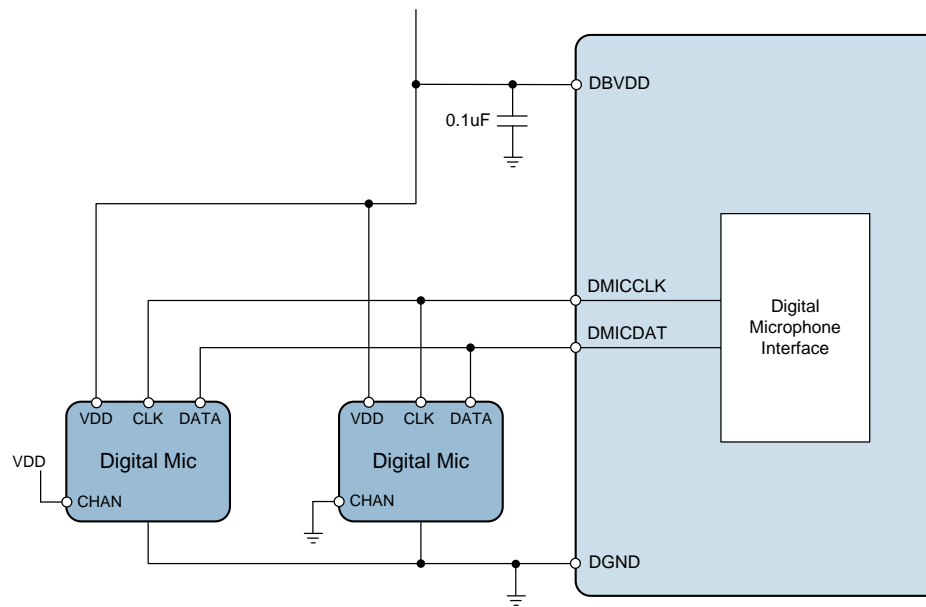 DBVDD
0.1uF
DMICCLK
Digital
Microphone
Interface
DMICDAT
VDD CLK DATA
Digital Mic
VDD
CHAN
VDD CLK DATA
Digital Mic
CHAN
DGND